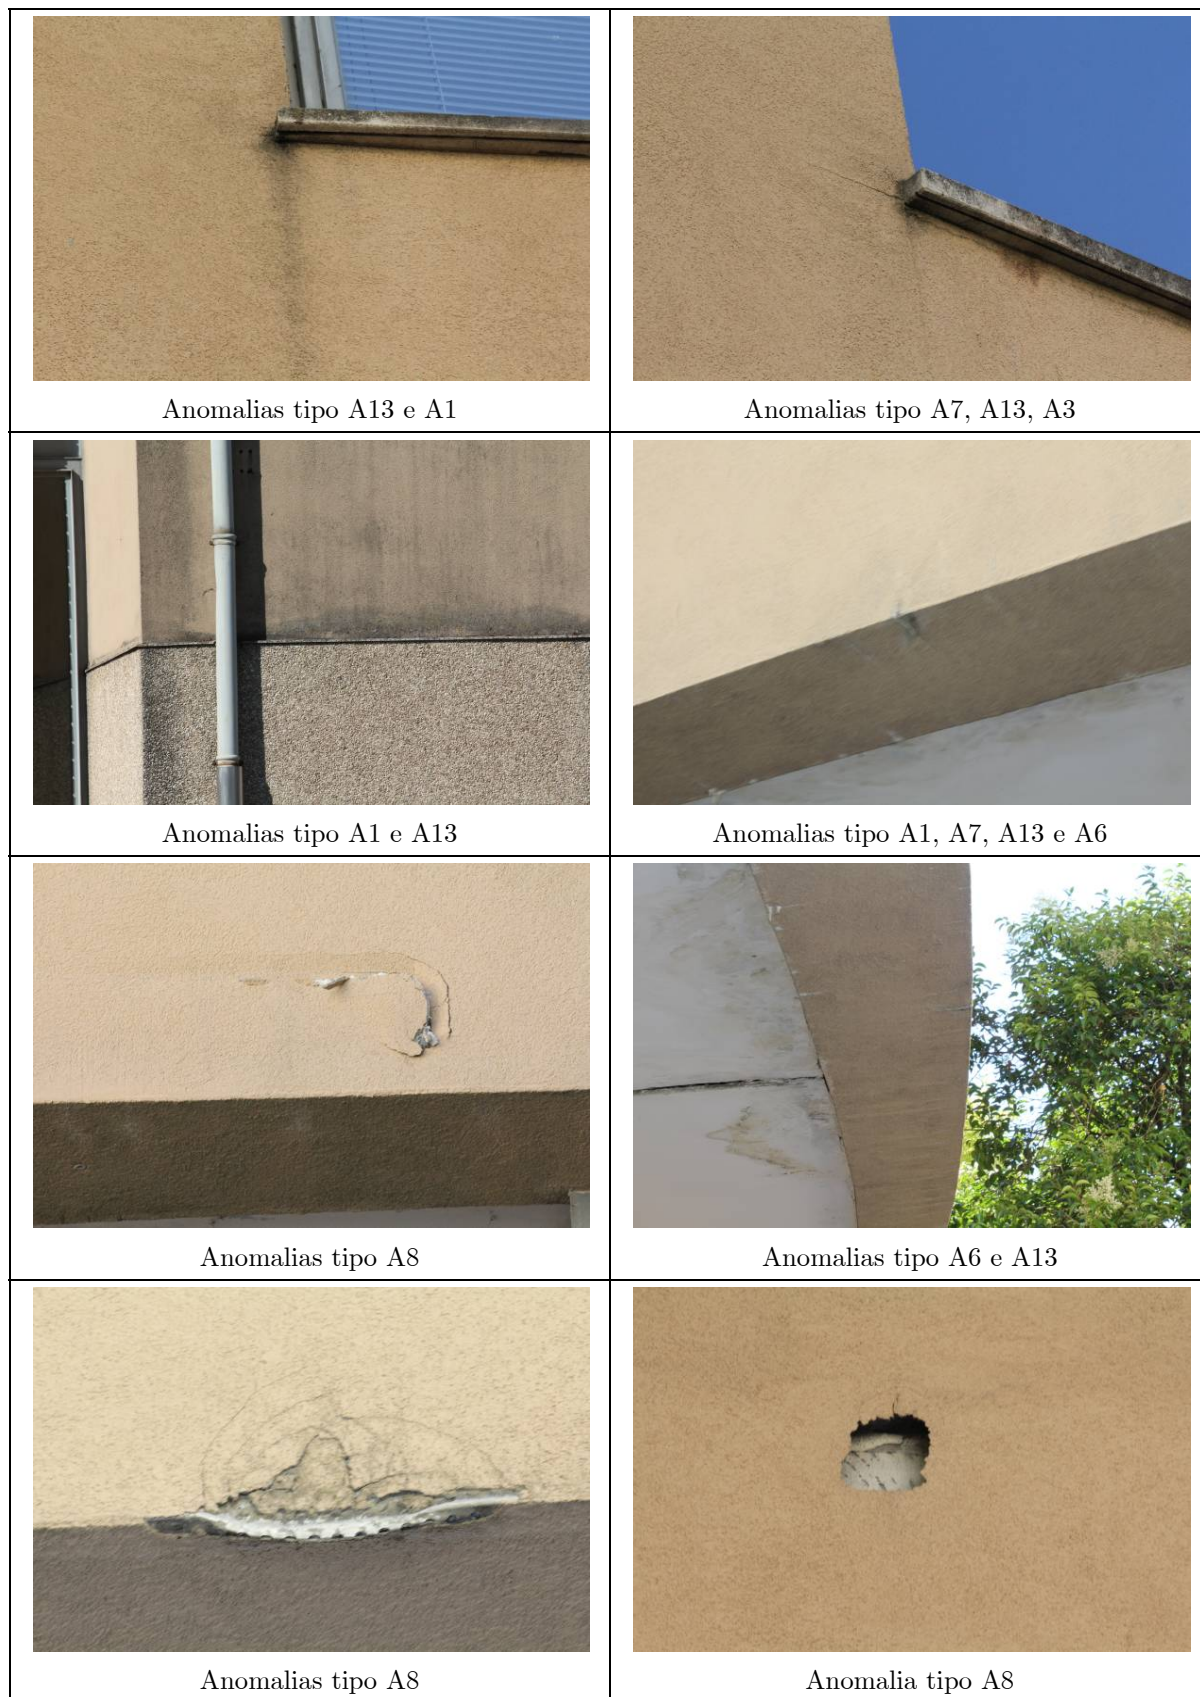 Anomalias tipo A13 e A1
Anomalias tipo A7, A13, A3
Anomalias tipo A1 e A13
Anomalias tipo A1, A7, A13 e A6
Anomalias tipo A8
Anomalias tipo A6 e A13
Anomalias tipo A8
Anomalia tipo A8